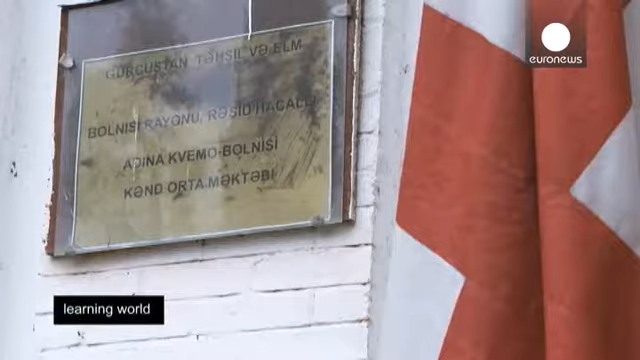 GÜRCÜSTAN TƏHSİL VƏ ELM
BOLNİSİ RAYONU, RƏŞİD HACALI
ADINA KVEMO-BOLNİSİ
KƏND ORTA MƏKTƏBİ
euronews
learning world